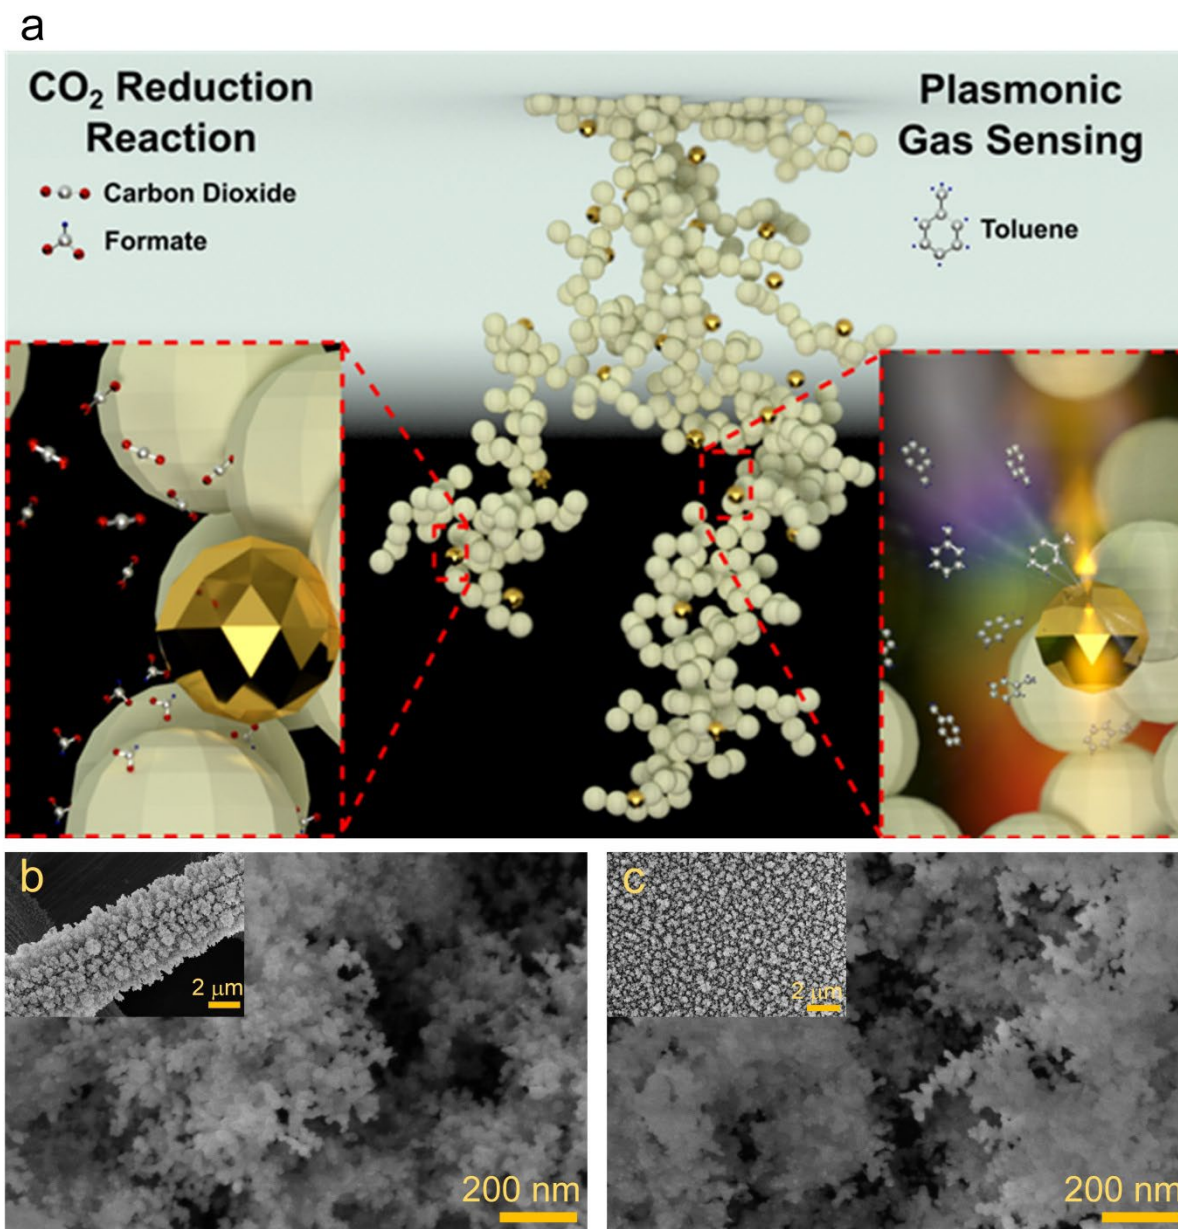 a
CO₂ Reduction
Reaction
Carbon Dioxide
Formate
Plasmonic
Gas Sensing
Toluene
b
2 μm
200 nm
c
2 μm
200 nm